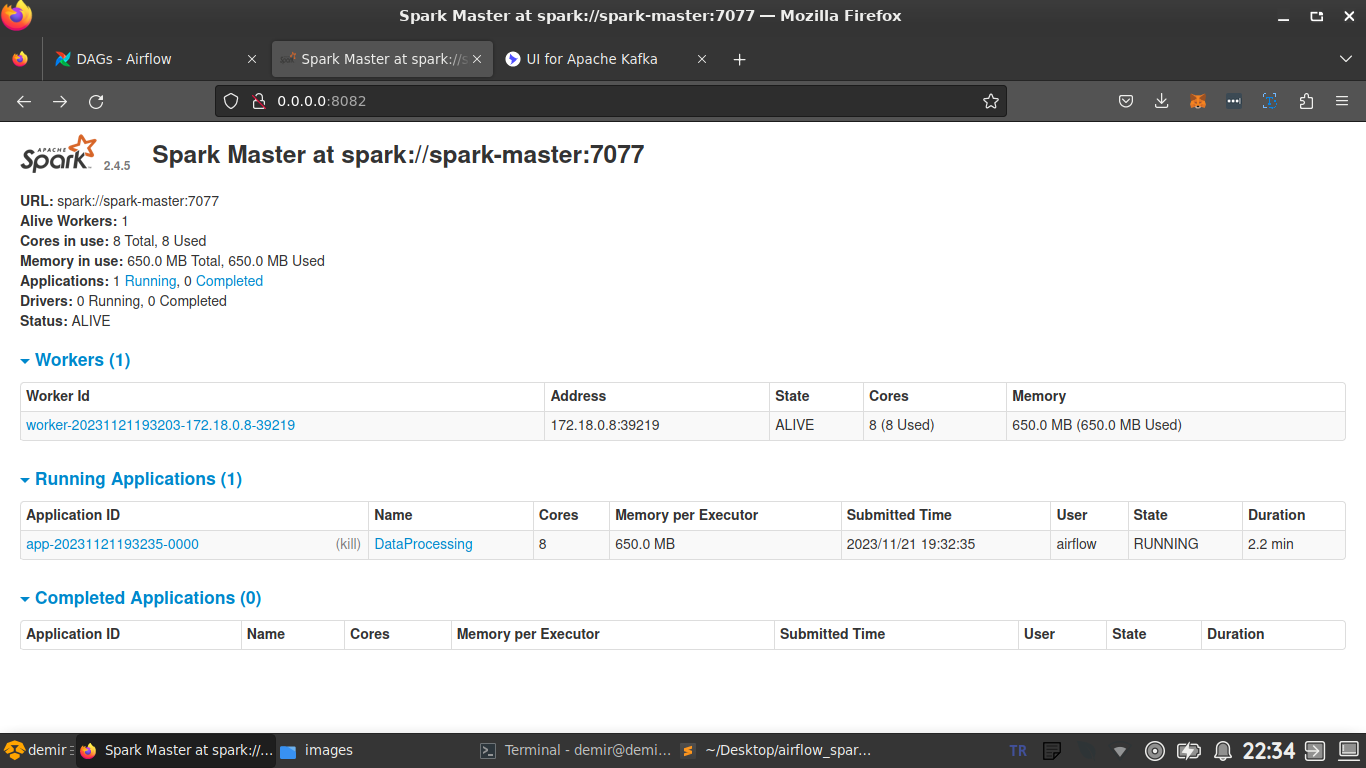 Spark Master at spark://spark-master:7077 — Mozilla Firefox
DAGs - Airflow
Spark Master at spark://s
UI for Apache Kafka
0.0.0.0:8082
APACHE Spark 2.4.5 Spark Master at spark://spark-master:7077
URL: spark://spark-master:7077
Alive Workers: 1
Cores in use: 8 Total, 8 Used
Memory in use: 650.0 MB Total, 650.0 MB Used
Applications: 1 Running, 0 Completed
Drivers: 0 Running, 0 Completed
Status: ALIVE
Workers (1)
Worker Id Address State Cores Memory
worker-20231121193203-172.18.0.8-39219 172.18.0.8:39219 ALIVE 8 (8 Used) 650.0 MB (650.0 MB Used)
Running Applications (1)
Application ID Name Cores Memory per Executor Submitted Time User State Duration
app-20231121193235-0000 (kill) DataProcessing 8 650.0 MB 2023/11/21 19:32:35 airflow RUNNING 2.2 min
Completed Applications (0)
Application ID Name Cores Memory per Executor Submitted Time User State Duration
demir Spark Master at spark://... images Terminal - demir@demi... ~/Desktop/airflow_spar... TR 22:34